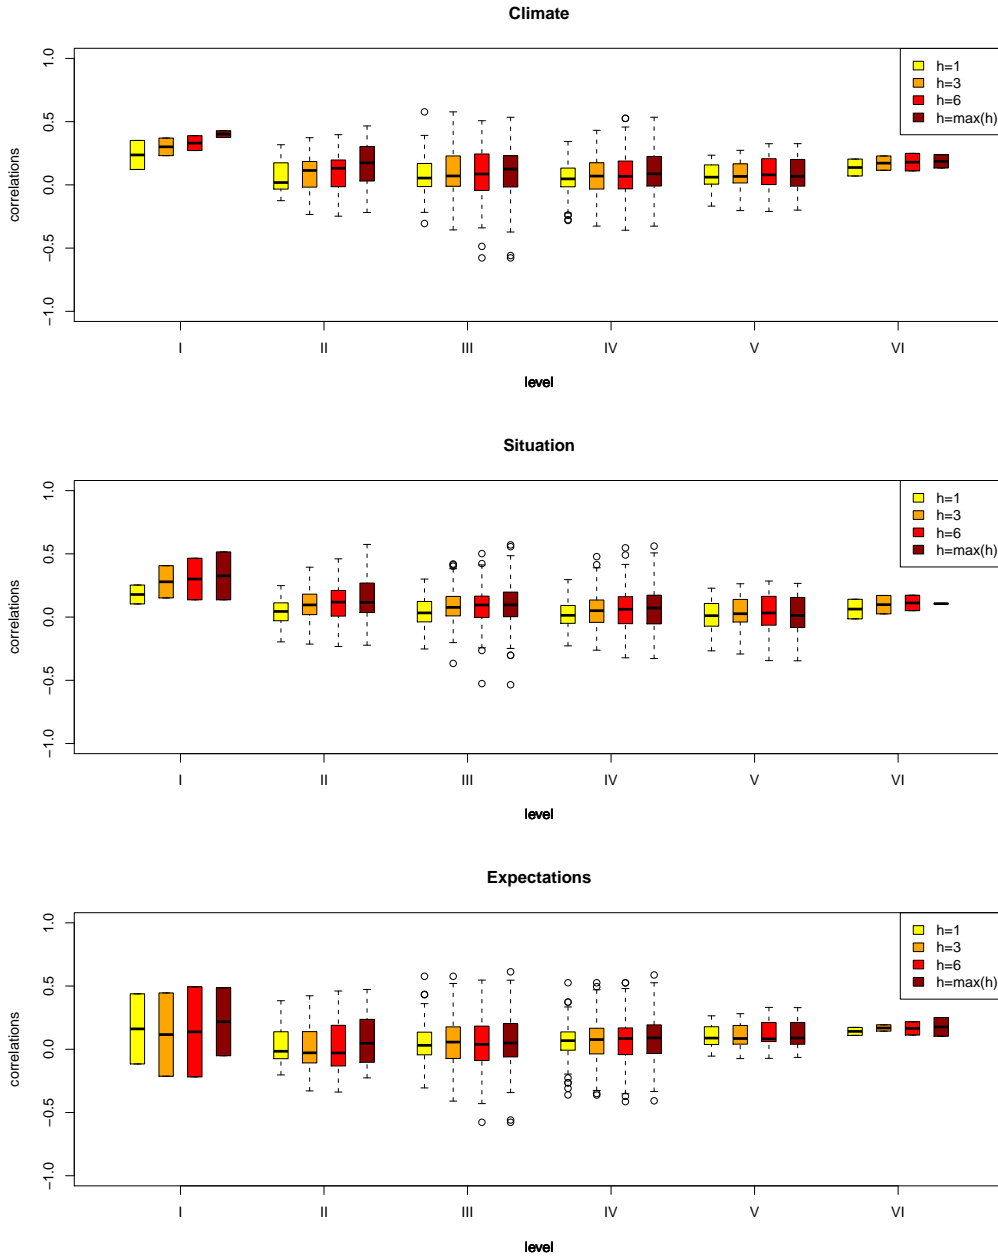 Climate
correlations
1.0
0.5
0.0
−0.5
−1.0
h=1
h=3
h=6
h=max(h)
I II III IV V VI
level
Situation
correlations
1.0
0.5
0.0
−0.5
−1.0
h=1
h=3
h=6
h=max(h)
I II III IV V VI
level
Expectations
correlations
1.0
0.5
0.0
−0.5
−1.0
h=1
h=3
h=6
h=max(h)
I II III IV V VI
level